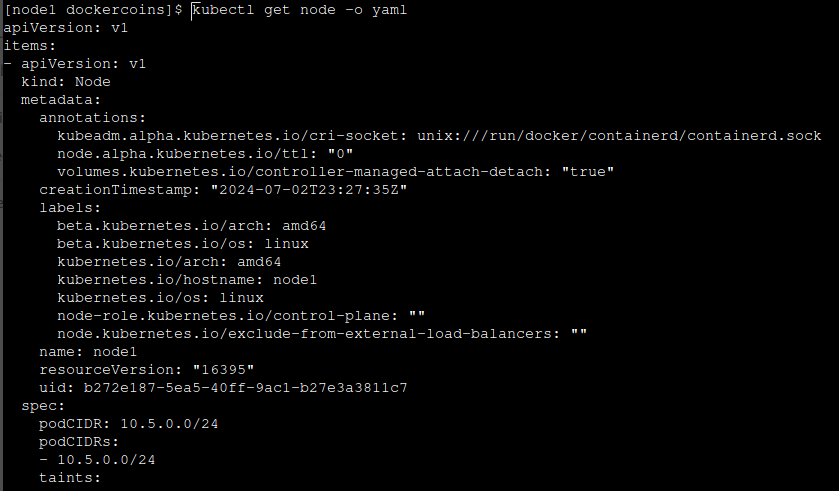 [node1 dockercoins]$ kubectl get node -o yaml
apiVersion: v1
items:
- apiVersion: v1
  kind: Node
  metadata:
    annotations:
      kubeadm.alpha.kubernetes.io/cri-socket: unix:///run/docker/containerd/containerd.sock
      node.alpha.kubernetes.io/ttl: "0"
      volumes.kubernetes.io/controller-managed-attach-detach: "true"
    creationTimestamp: "2024-07-02T23:27:35Z"
    labels:
      beta.kubernetes.io/arch: amd64
      beta.kubernetes.io/os: linux
      kubernetes.io/arch: amd64
      kubernetes.io/hostname: node1
      kubernetes.io/os: linux
      node-role.kubernetes.io/control-plane: ""
      node.kubernetes.io/exclude-from-external-load-balancers: ""
    name: node1
    resourceVersion: "16395"
    uid: b272e187-5ea5-40ff-9ac1-b27e3a3811c7
  spec:
    podCIDR: 10.5.0.0/24
    podCIDRs:
    - 10.5.0.0/24
    taints: